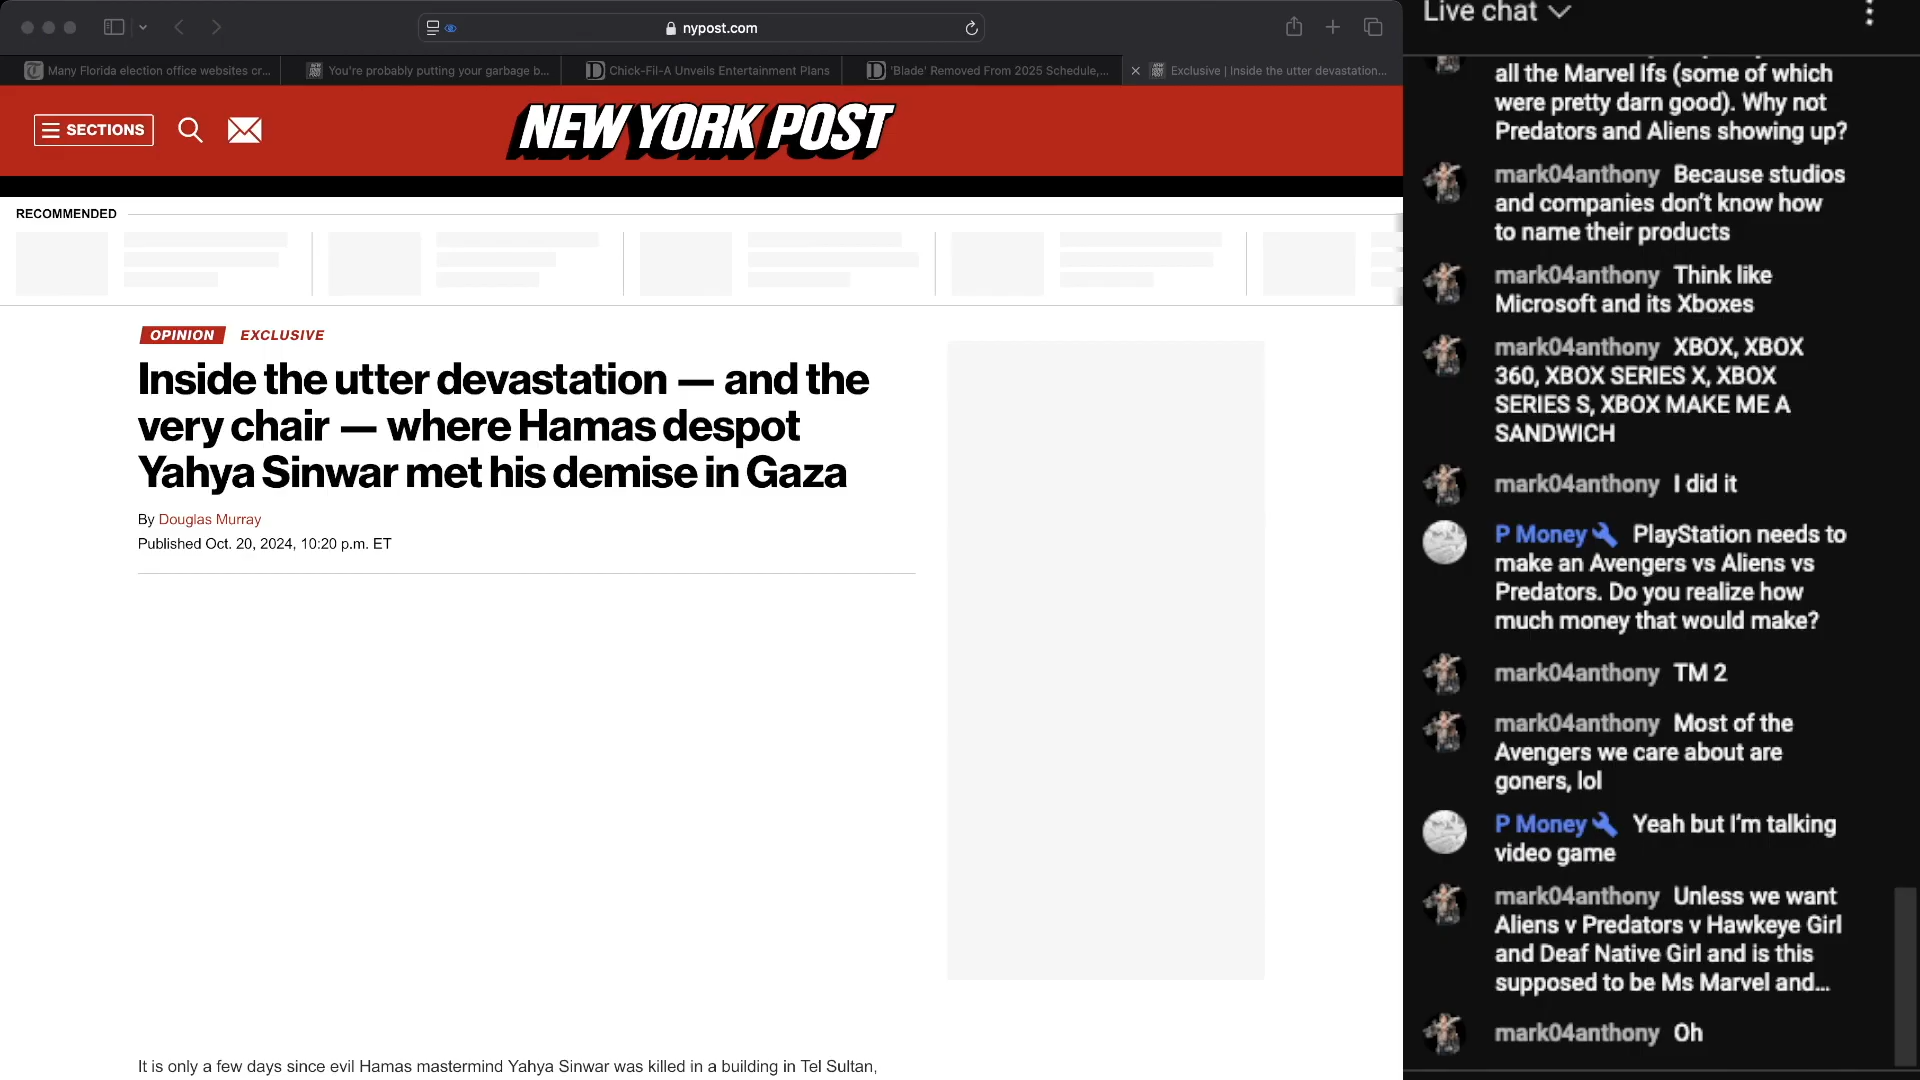 nypost.com
Many Florida election office websites cr...
You're probably putting your garbage b...
Chick-Fil-A Unveils Entertainment Plans
'Blade' Removed From 2025 Schedule,...
Exclusive | Inside the utter devastation...
SECTIONS
NEW YORK POST
RECOMMENDED
OPINION EXCLUSIVE
Inside the utter devastation — and the
very chair — where Hamas despot
Yahya Sinwar met his demise in Gaza
By Douglas Murray
Published Oct. 20, 2024, 10:20 p.m. ET
It is only a few days since evil Hamas mastermind Yahya Sinwar was killed in a building in Tel Sultan,
Live chat
all the Marvel Ifs (some of which
were pretty darn good). Why not
Predators and Aliens showing up?
mark04anthony Because studios
and companies don't know how
to name their products
mark04anthony Think like
Microsoft and its Xboxes
mark04anthony XBOX, XBOX
360, XBOX SERIES X, XBOX
SERIES S, XBOX MAKE ME A
SANDWICH
mark04anthony I did it
P Money PlayStation needs to
make an Avengers vs Aliens vs
Predators. Do you realize how
much money that would make?
mark04anthony TM 2
mark04anthony Most of the
Avengers we care about are
goners, lol
P Money Yeah but I'm talking
video game
mark04anthony Unless we want
Aliens v Predators v Hawkeye Girl
and Deaf Native Girl and is this
supposed to be Ms Marvel and...
mark04anthony Oh